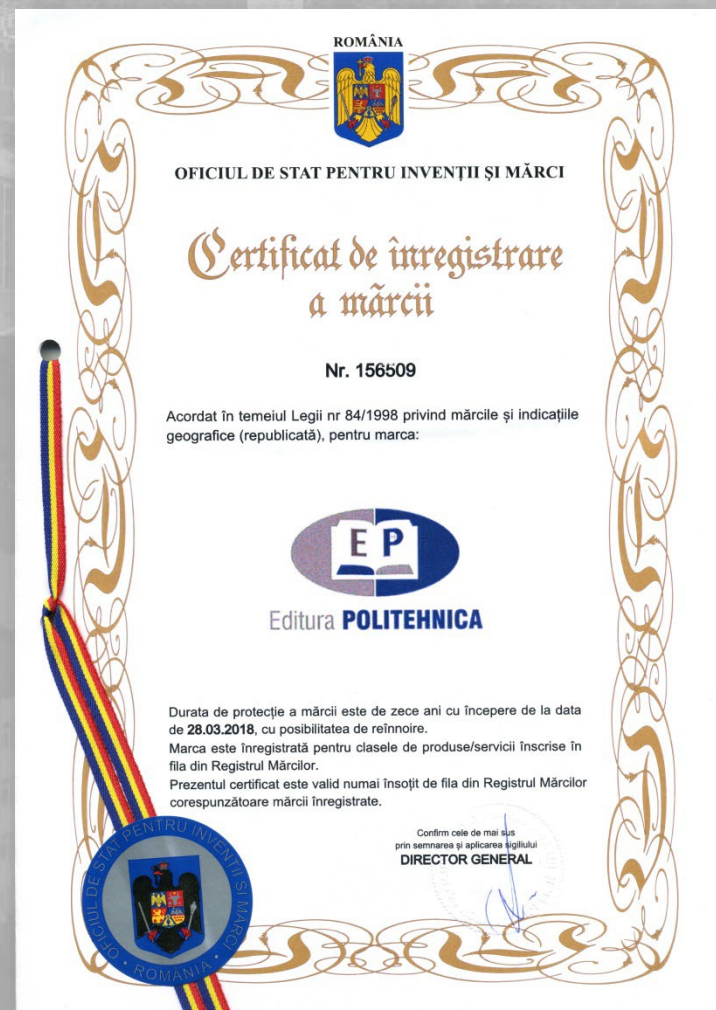 ROMÂNIA
OFICIUL DE STAT PENTRU INVENȚII ȘI MĂRCI
Certificat de înregistrare
a mărcii
Nr. 156509
Acordat în temeiul Legii nr 84/1998 privind mărcile și indicațiile
geografice (republicată), pentru marca:
E P
Editura POLITEHNICA
Durata de protecție a mărcii este de zece ani cu începere de la data
de 28.03.2018, cu posibilitatea de reînnoire.
Marca este înregistrată pentru clasele de produse/servicii înscrise în
fila din Registrul Mărcilor.
Prezentul certificat este valid numai însoțit de fila din Registrul Mărcilor
corespunzătoare mărcii înregistrate.
Confirm cele de mai sus
prin semnarea și aplicarea sigiliului
DIRECTOR GENERAL
OFICIUL DE STAT PENTRU INVENTII SI MARCI
• ROMANIA •